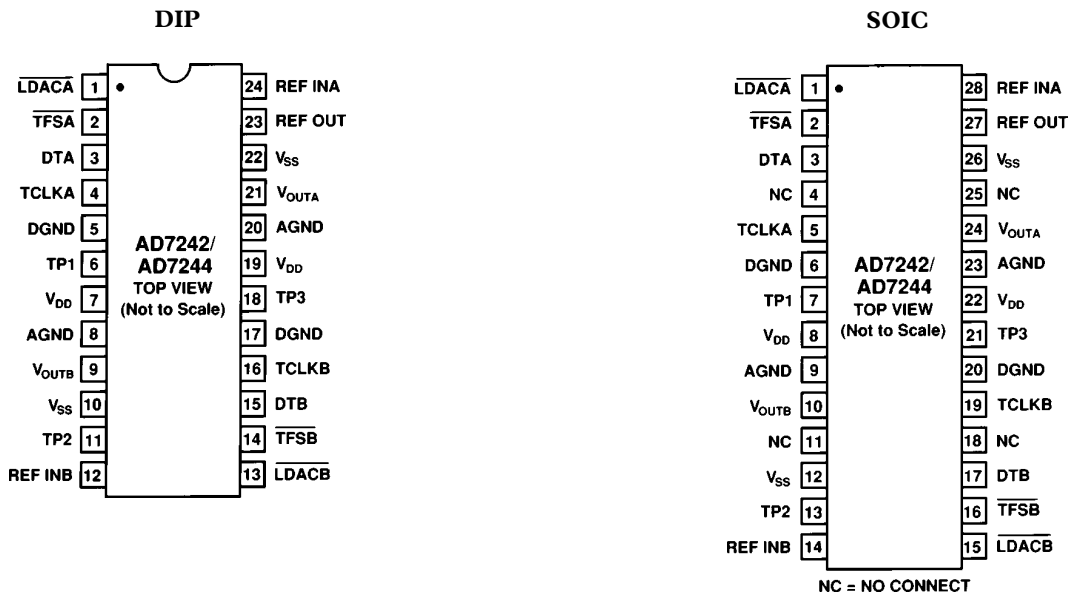 DIP
LDACA 1 24 REF INA
TFSA 2 23 REF OUT
DTA 3 22 VSS
TCLKA 4 21 VOUTA
DGND 5 20 AGND
TP1 6 19 VDD
VDD 7 18 TP3
AGND 8 17 DGND
VOUTB 9 16 TCLKB
VSS 10 15 DTB
TP2 11 14 TFSB
REF INB 12 13 LDACB
AD7242/
AD7244
TOP VIEW
(Not to Scale)
SOIC
LDACA 1 28 REF INA
TFSA 2 27 REF OUT
DTA 3 26 VSS
NC 4 25 NC
TCLKA 5 24 VOUTA
DGND 6 23 AGND
TP1 7 22 VDD
VDD 8 21 TP3
AGND 9 20 DGND
VOUTB 10 19 TCLKB
NC 11 18 NC
VSS 12 17 DTB
TP2 13 16 TFSB
REF INB 14 15 LDACB
AD7242/
AD7244
TOP VIEW
(Not to Scale)
NC = NO CONNECT